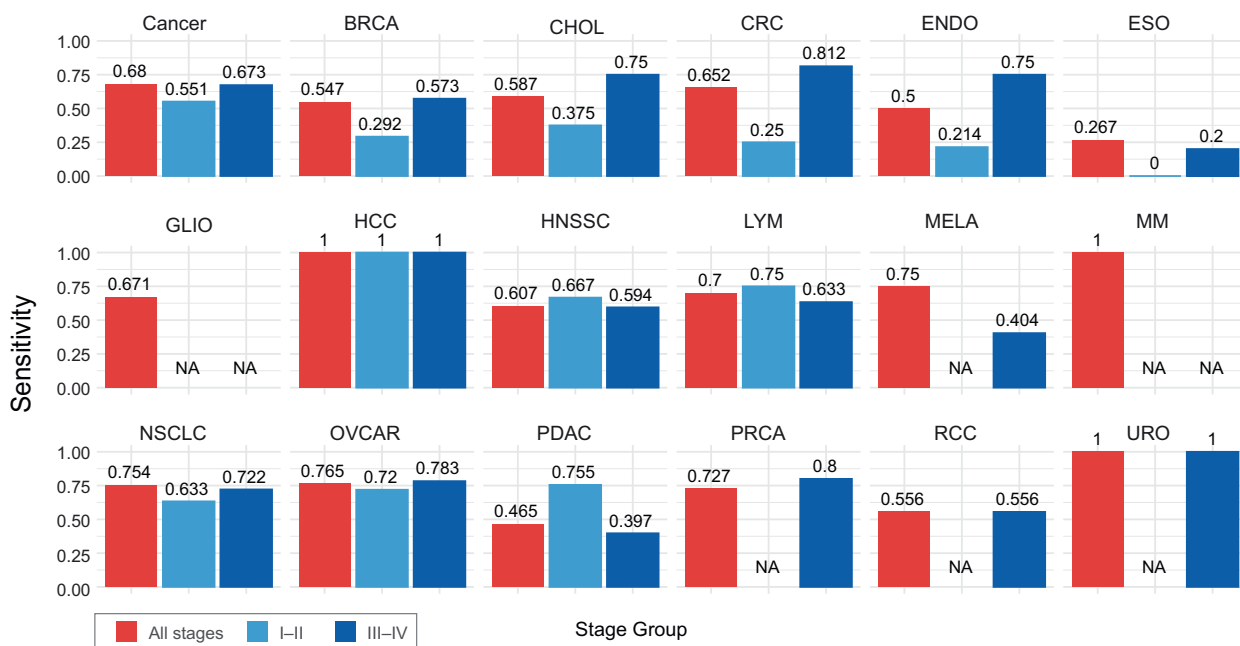 Cancer BRCA CHOL CRC ENDO ESO
1.00
0.75
0.50
0.25
0.00
0.68 0.551 0.673
0.547 0.292 0.573
0.587 0.375 0.75
0.652 0.25 0.812
0.5 0.214 0.75
0.267 0 0.2
GLIO HCC HNSSC LYM MELA MM
1.00
0.75
0.50
0.25
0.00
0.671 NA NA
1 1 1
0.607 0.667 0.594
0.7 0.75 0.633
0.75 NA 0.404
1 NA NA
Sensitivity
NSCLC OVCAR PDAC PRCA RCC URO
1.00
0.75
0.50
0.25
0.00
0.754 0.633 0.722
0.765 0.72 0.783
0.465 0.755 0.397
0.727 NA 0.8
0.556 NA 0.556
1 NA 1
Stage Group
All stages I–II III–IV